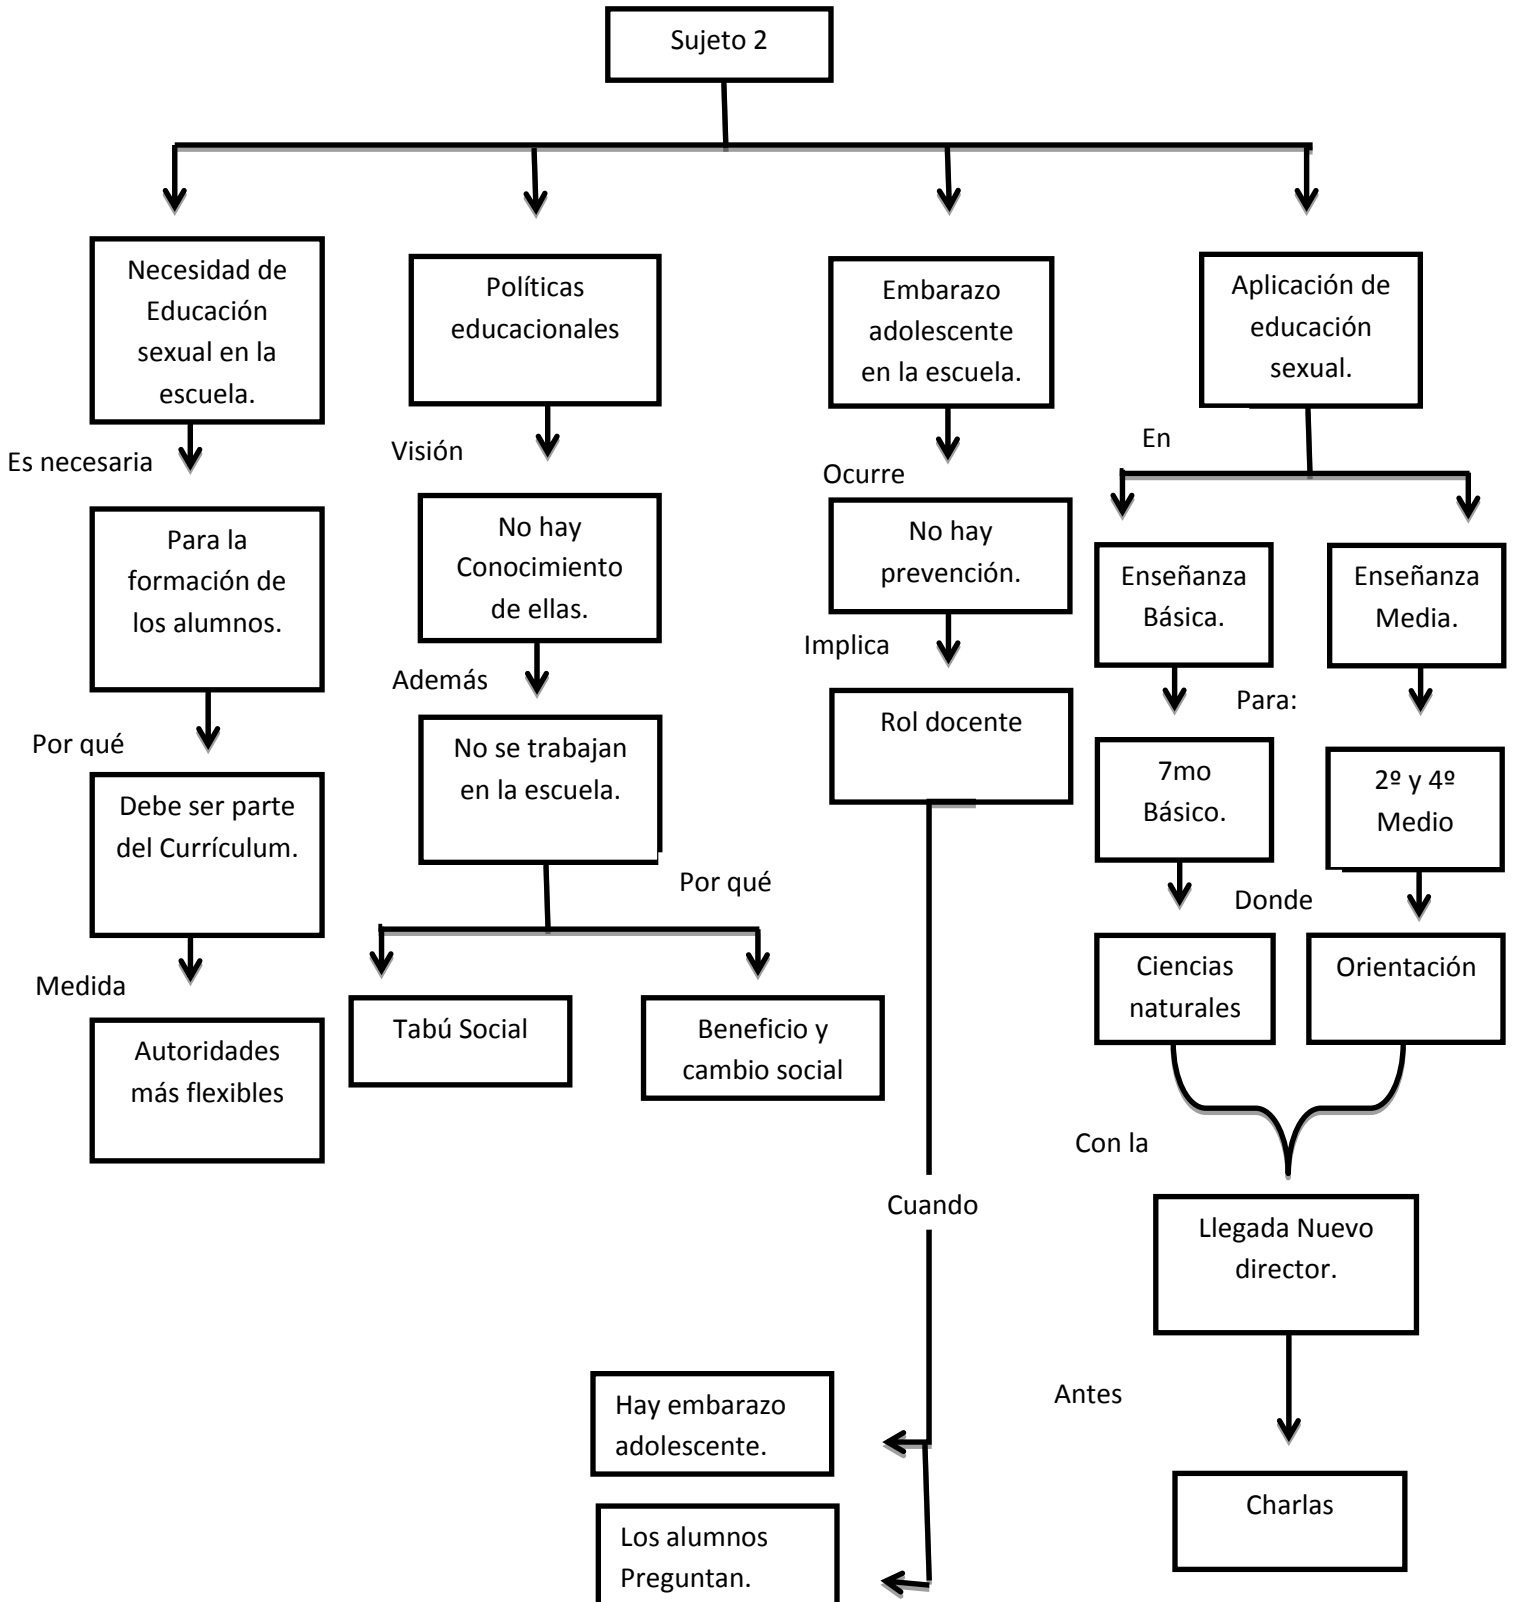 Sujeto 2
Necesidad de
Educación
sexual en la
escuela.
Es necesaria
Para la
formación de
los alumnos.
Por qué
Debe ser parte
del Currículum.
Medida
Autoridades
más flexibles
Políticas
educacionales
Visión
No hay
Conocimiento
de ellas.
Además
No se trabajan
en la escuela.
Por qué
Tabú Social
Beneficio y
cambio social
Embarazo
adolescente
en la escuela.
Ocurre
No hay
prevención.
Implica
Rol docente
Cuando
Hay embarazo
adolescente.
Los alumnos
Preguntan.
Aplicación de
educación
sexual.
En
Enseñanza
Básica.
Enseñanza
Media.
Para:
7mo
Básico.
2º y 4º
Medio
Donde
Ciencias
naturales
Orientación
Con la
Llegada Nuevo
director.
Antes
Charlas